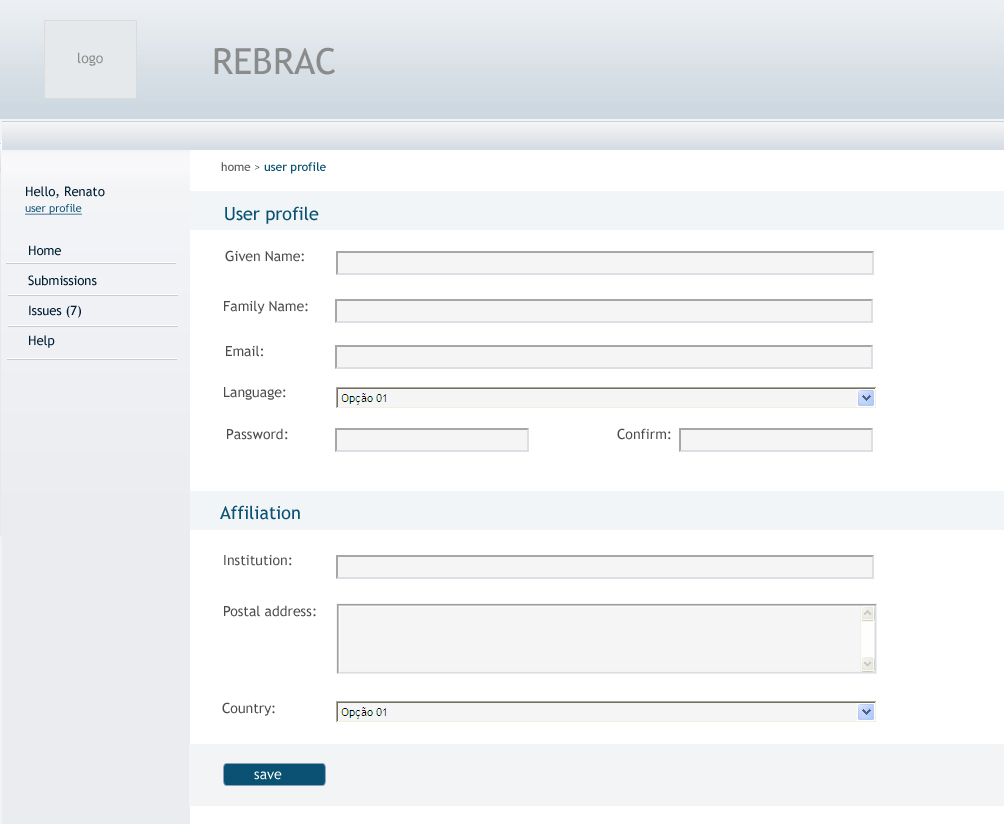 logo
REBRAC
home > user profile
Hello, Renato
user profile
Home
Submissions
Issues (7)
Help
User profile
Given Name:
Family Name:
Email:
Language: Opção 01
Password: Confirm:
Affiliation
Institution:
Postal address:
Country: Opção 01
save